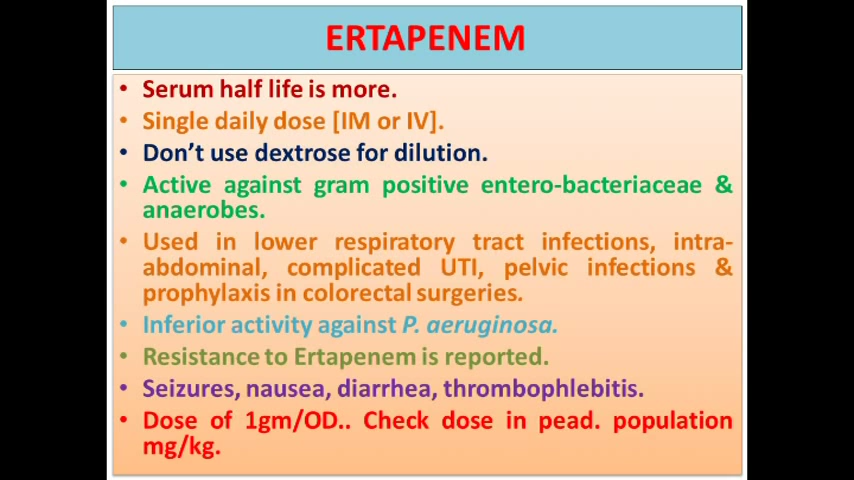 ERTAPENEM
• Serum half life is more.
• Single daily dose [IM or IV].
• Don’t use dextrose for dilution.
• Active against gram positive entero-bacteriaceae &
anaerobes.
• Used in lower respiratory tract infections, intra-
abdominal, complicated UTI, pelvic infections &
prophylaxis in colorectal surgeries.
• Inferior activity against P. aeruginosa.
• Resistance to Ertapenem is reported.
• Seizures, nausea, diarrhea, thrombophlebitis.
• Dose of 1gm/OD.. Check dose in pead. population
mg/kg.